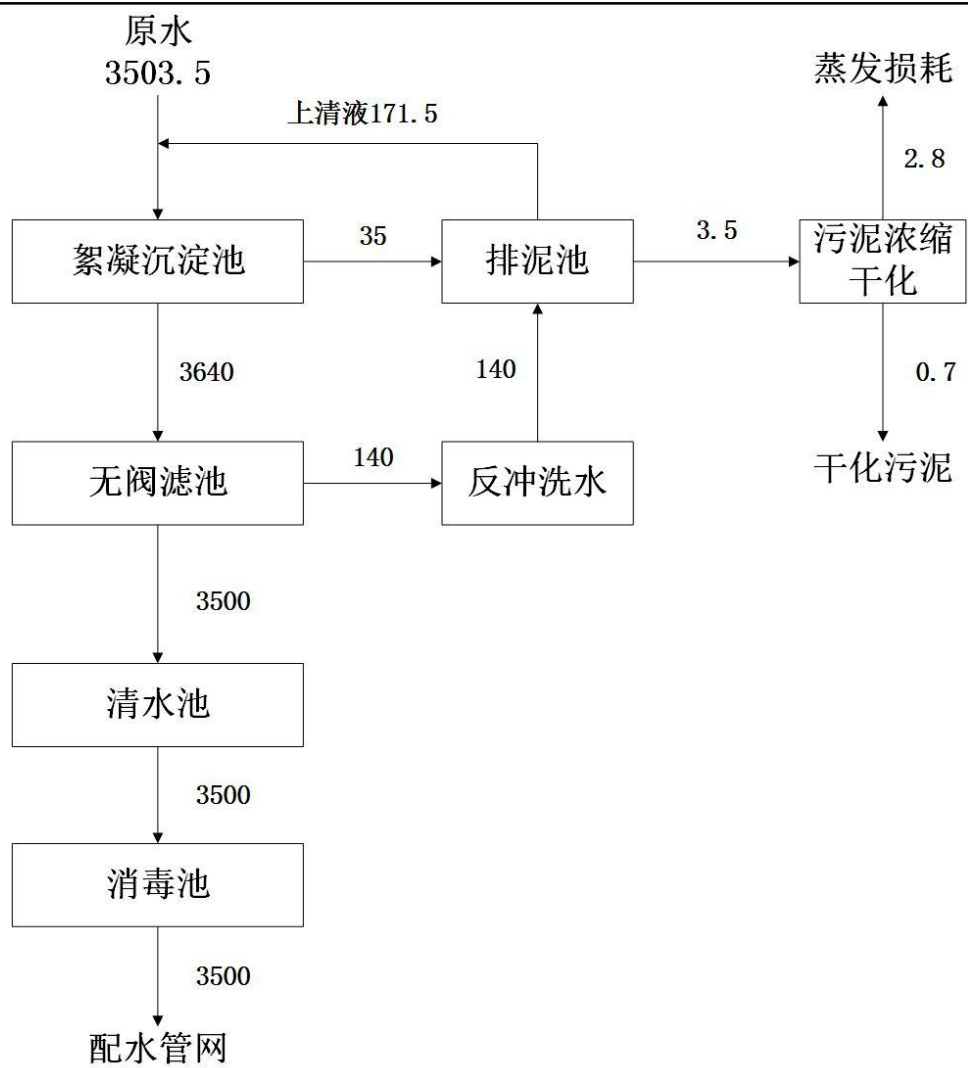 原水
3503.5
蒸发损耗
上清液171.5
2.8
絮凝沉淀池
35
排泥池
3.5
污泥浓缩
干化
3640
140
0.7
无阀滤池
140
反冲洗水
干化污泥
3500
清水池
3500
消毒池
3500
配水管网